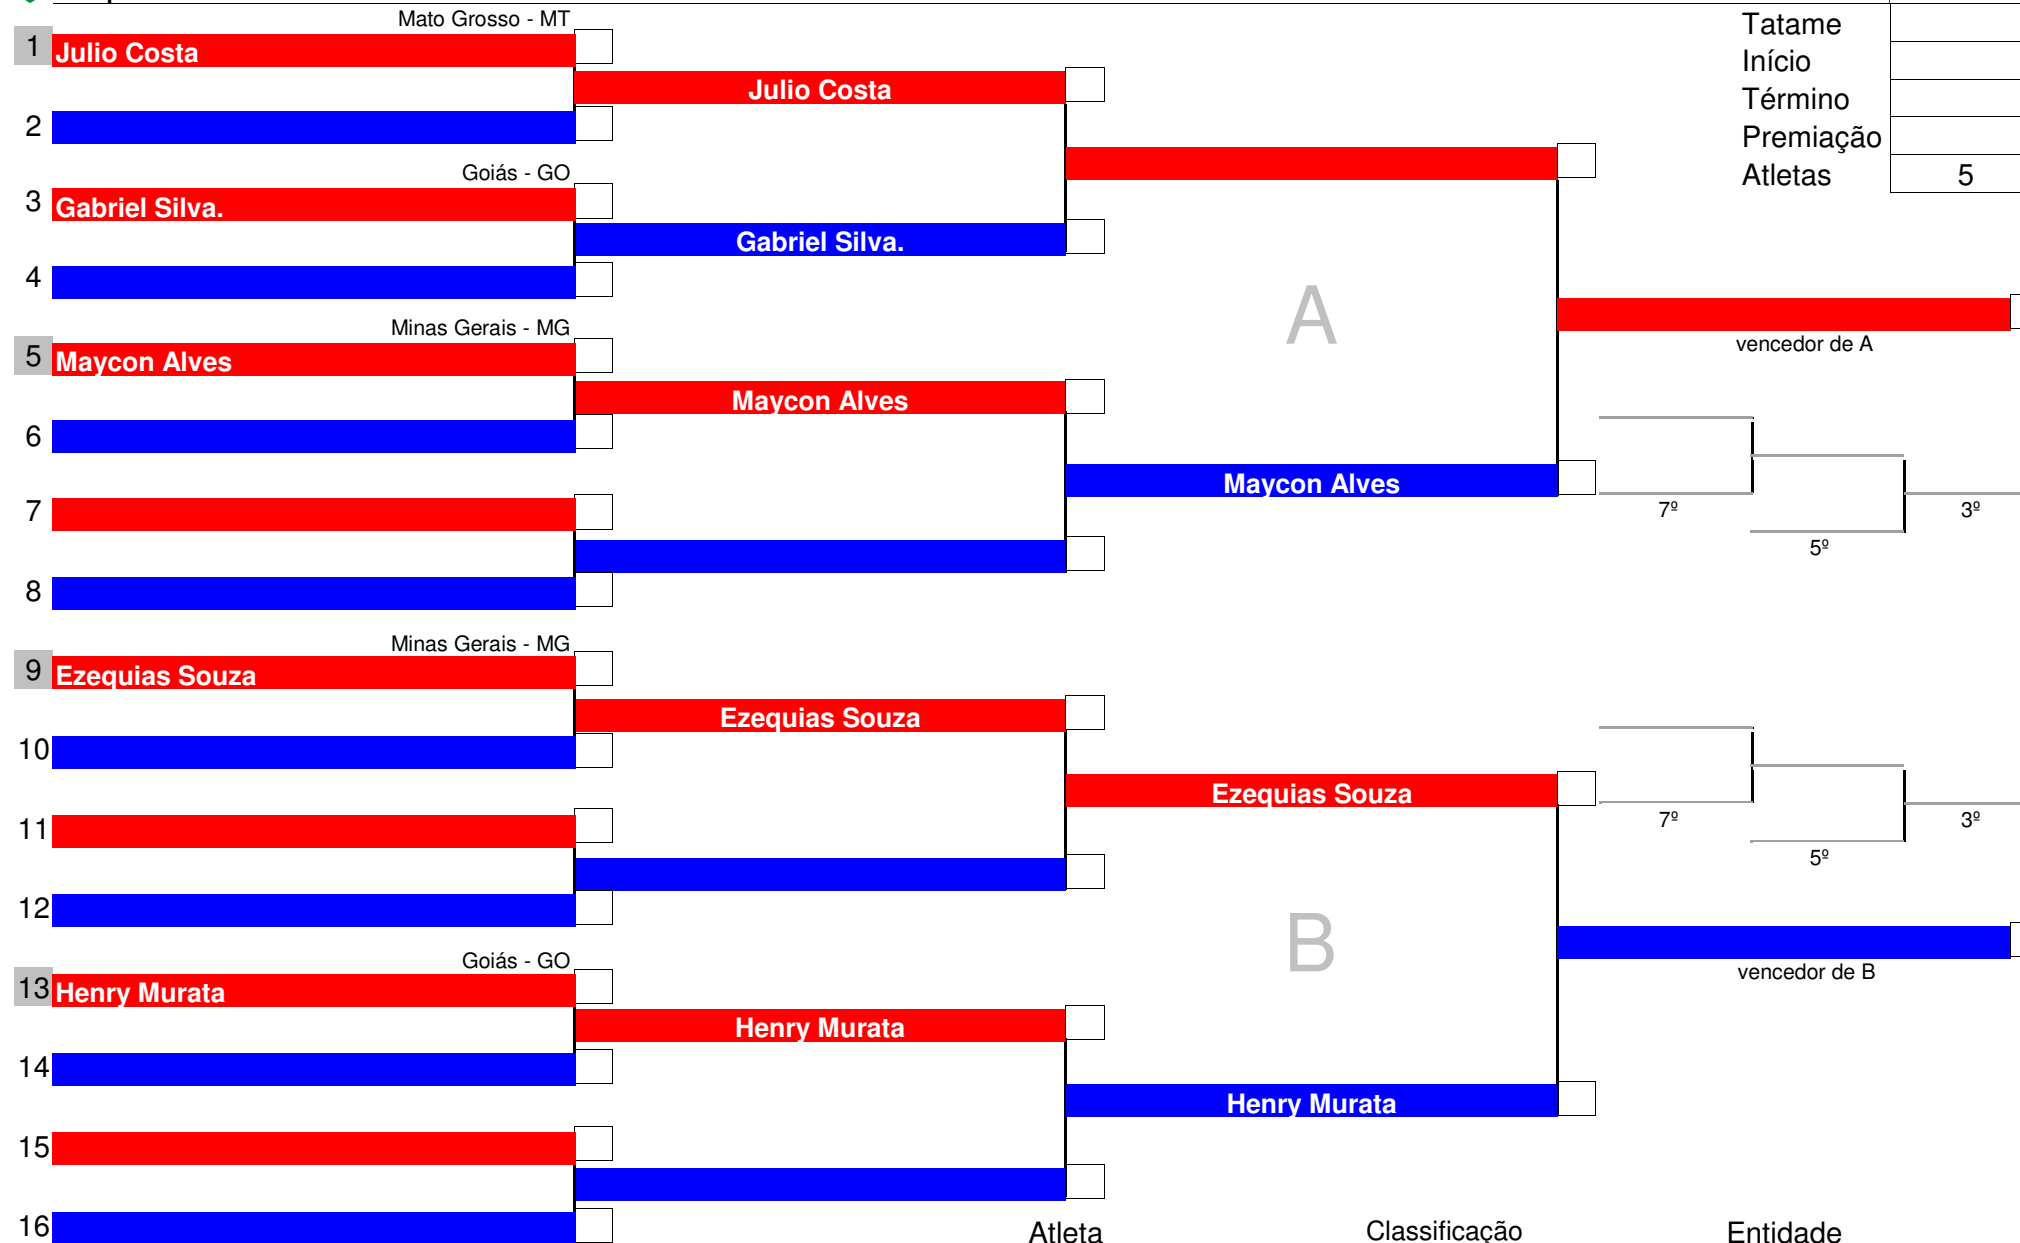 Mato Grosso - MT
1 Julio Costa
Julio Costa
2
Goiás - GO
3 Gabriel Silva.
Gabriel Silva.
4
Minas Gerais - MG
5 Maycon Alves
Maycon Alves
6
Maycon Alves
7
8
A
Tatame
Início
Término
Premiação
Atletas 5
vencedor de A
7º
3º
5º
Minas Gerais - MG
9 Ezequias Souza
Ezequias Souza
10
Ezequias Souza
11
12
B
7º
3º
5º
Goiás - GO
13 Henry Murata
Henry Murata
14
Henry Murata
15
16
vencedor de B
Atleta Classificação Entidade